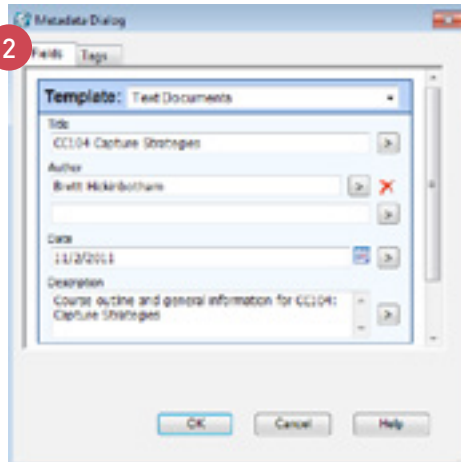 Metadata Dialog
2
Fields Tags
Template: Text Documents
Title
CC104 Capture Strategies
>
Author
Brett Hickinbotham
>
>
Date
11/2/2011
>
Description
Course outline and general information for CC104:
Capture Strategies
>
OK Cancel Help